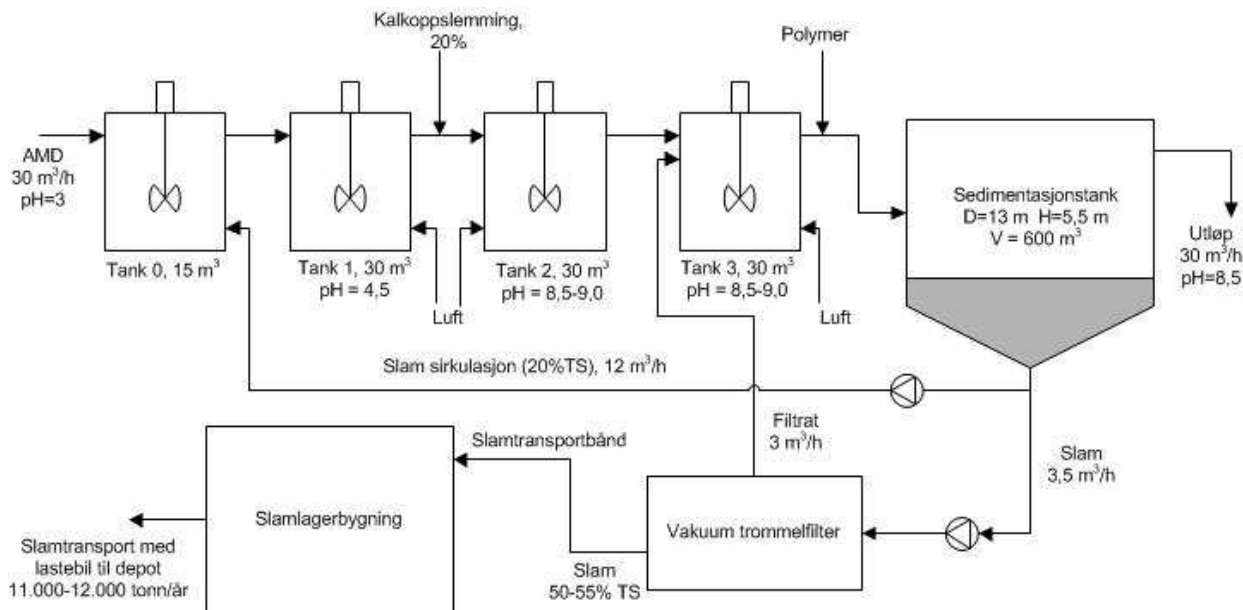 Kalkoppslemming,
20%
Polymer
AMD
30 m³/h
pH=3
Tank 0, 15 m³
Tank 1, 30 m³
pH = 4,5
Luft
Tank 2, 30 m³
pH = 8,5-9,0
Tank 3, 30 m³
pH = 8,5-9,0
Luft
Sedimentasjonstank
D=13 m H=5,5 m
V = 600 m³
Utløp
30 m³/h
pH=8,5
Slam sirkulasjon (20%TS), 12 m³/h
Filtrat
3 m³/h
Slam
3,5 m³/h
Slamtransportbånd
Slamlagerbygning
Vakuum trommelfilter
Slam
50-55% TS
Slamtransport med
lastebil til depot
11.000-12.000 tonn/år